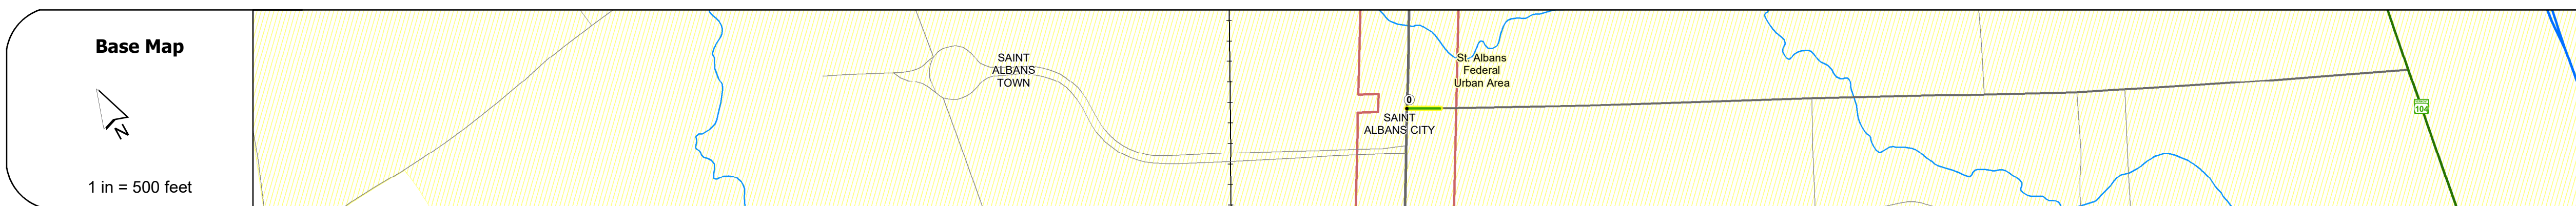 Base Map
N
1 in = 500 feet
SAINT
ALBANS
TOWN
St. Albans
Federal
Urban Area
0
SAINT
ALBANS CITY
104